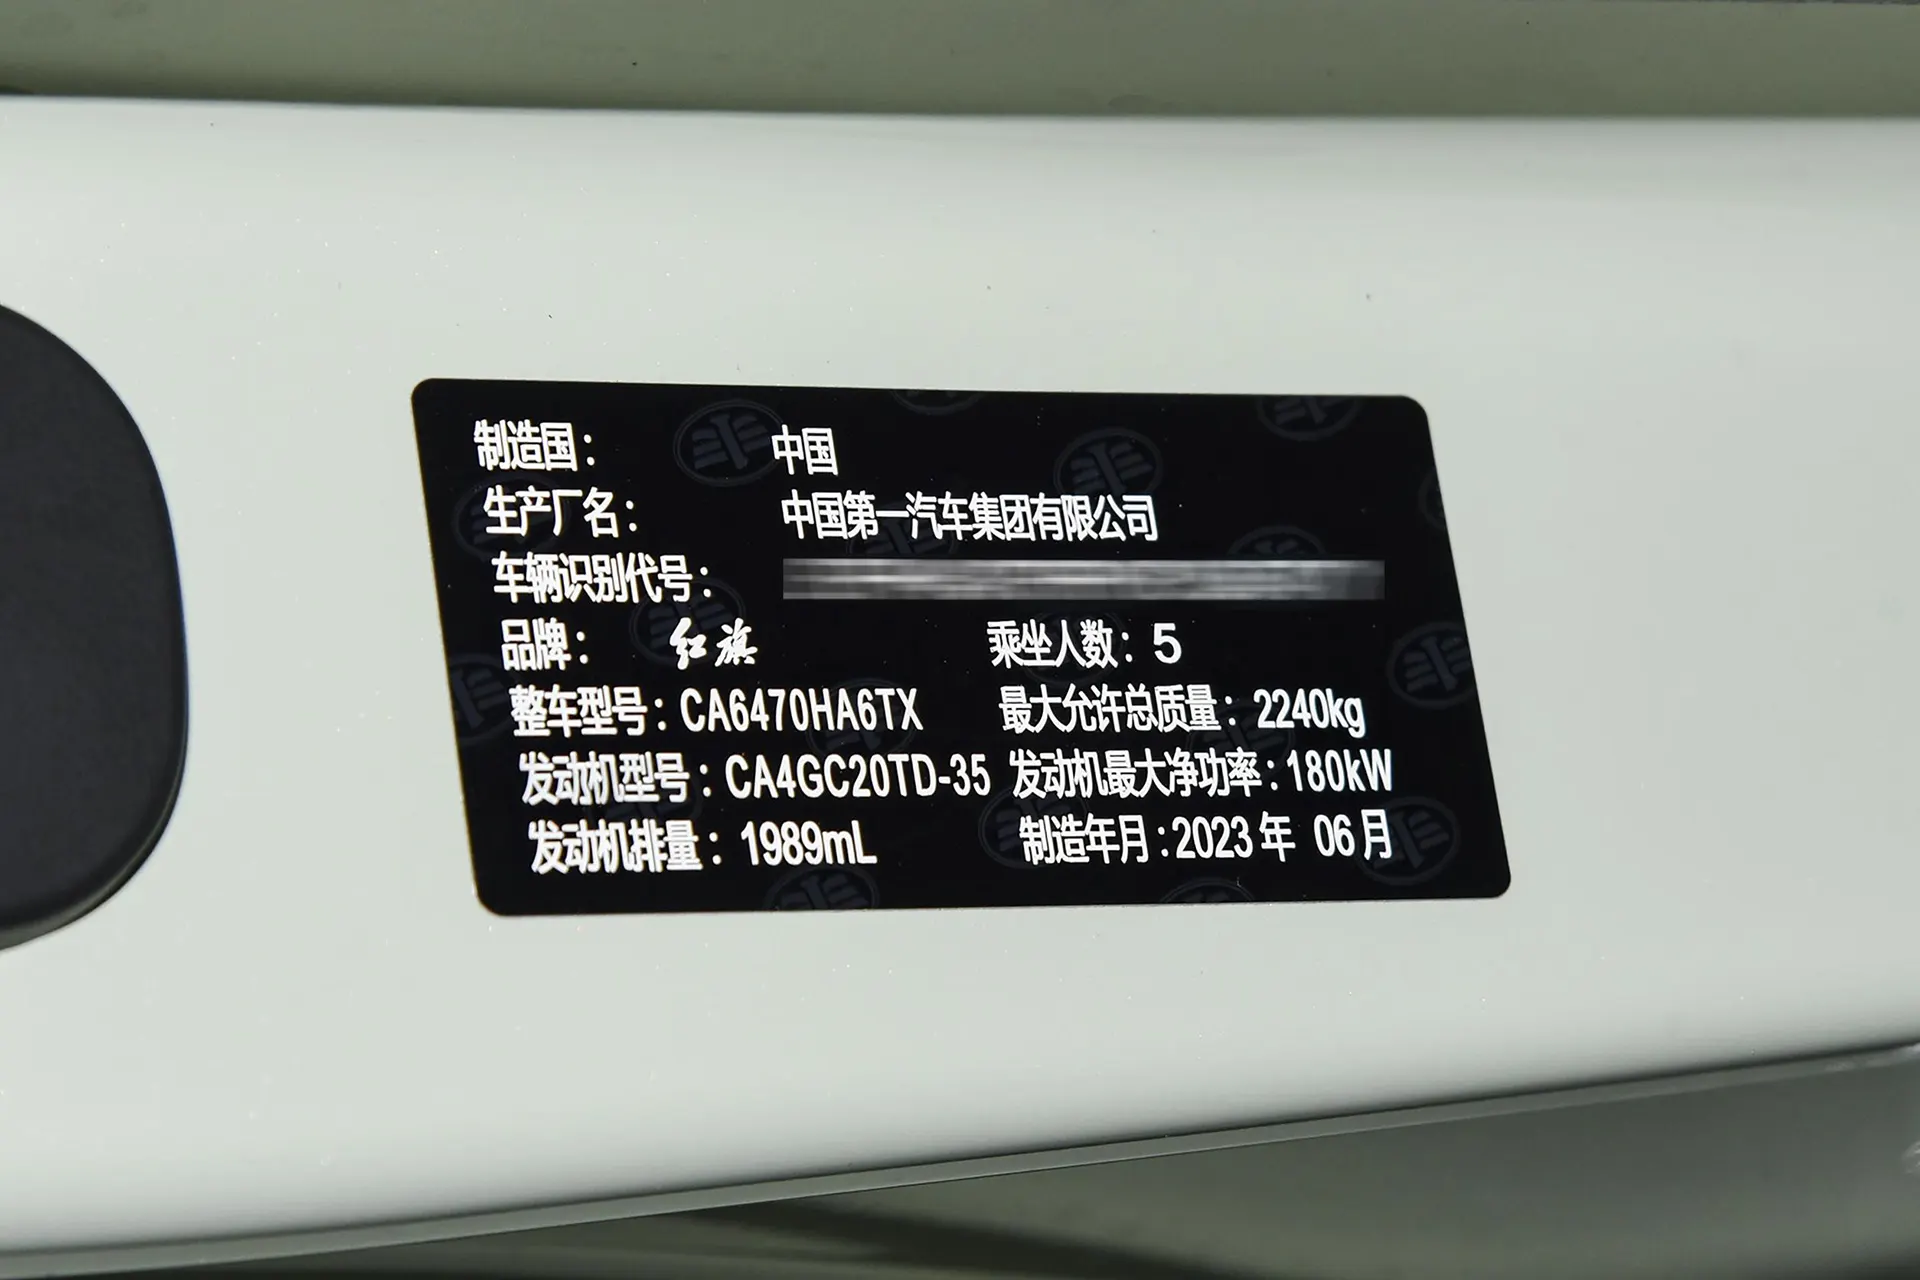 制造国： 中国
生产厂名： 中国第一汽车集团有限公司
车辆识别代号：
品牌： 红旗 乘坐人数：5
整车型号：CA6470HA6TX 最大允许总质量：2240kg
发动机型号：CA4GC20TD-35 发动机最大净功率：180kW
发动机排量：1989mL 制造年月：2023年 06月